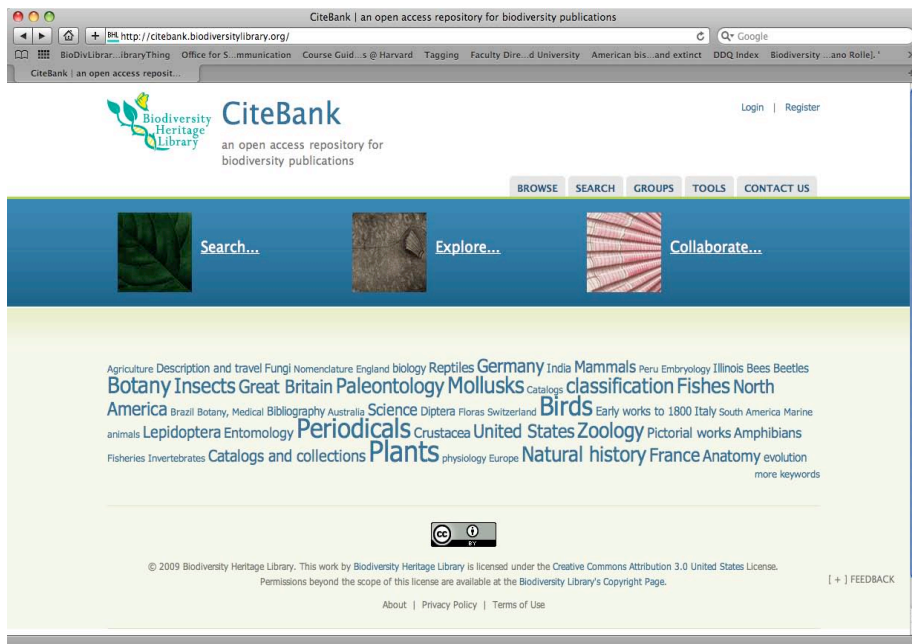 CiteBank | an open access repository for biodiversity publications
BHL http://citebank.biodiversitylibrary.org/
Google
BioDivLibrar...ibraryThing Office for S...mmunication Course Guid...s @ Harvard Tagging Faculty Dire...d University American bis...and extinct DDQ Index Biodiversity ...ano Rolle]. "
CiteBank | an open access reposit...
Biodiversity
Heritage
Library
CiteBank
an open access repository for
biodiversity publications
Login | Register
BROWSE SEARCH GROUPS TOOLS CONTACT US
Search... Explore... Collaborate...
Agriculture Description and travel Fungi Nomenclature England biology Reptiles Germany India Mammals Peru Embryology Illinois Bees Beetles
Botany Insects Great Britain Paleontology Mollusks Catalogs classification Fishes North
America Brazil Botany, Medical Bibliography Australia Science Diptera Floras Switzerland Birds Early works to 1800 Italy South America Marine
animals Lepidoptera Entomology Periodicals Crustacea United States Zoology Pictorial works Amphibians
Fisheries Invertebrates Catalogs and collections Plants physiology Europe Natural history France Anatomy evolution
more keywords
cc BY
© 2009 Biodiversity Heritage Library. This work by Biodiversity Heritage Library is licensed under the Creative Commons Attribution 3.0 United States License.
Permissions beyond the scope of this license are available at the Biodiversity Library's Copyright Page.
[ + ] FEEDBACK
About | Privacy Policy | Terms of Use